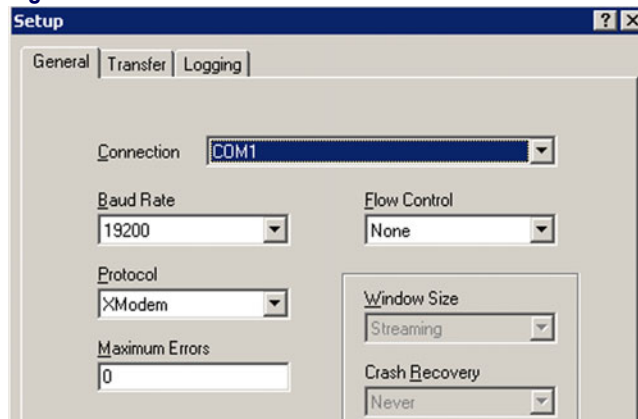 Setup
General Transfer Logging
Connection COM1
Baud Rate
19200
Flow Control
None
Protocol
XModem
Window Size
Streaming
Maximum Errors
0
Crash Recovery
Never